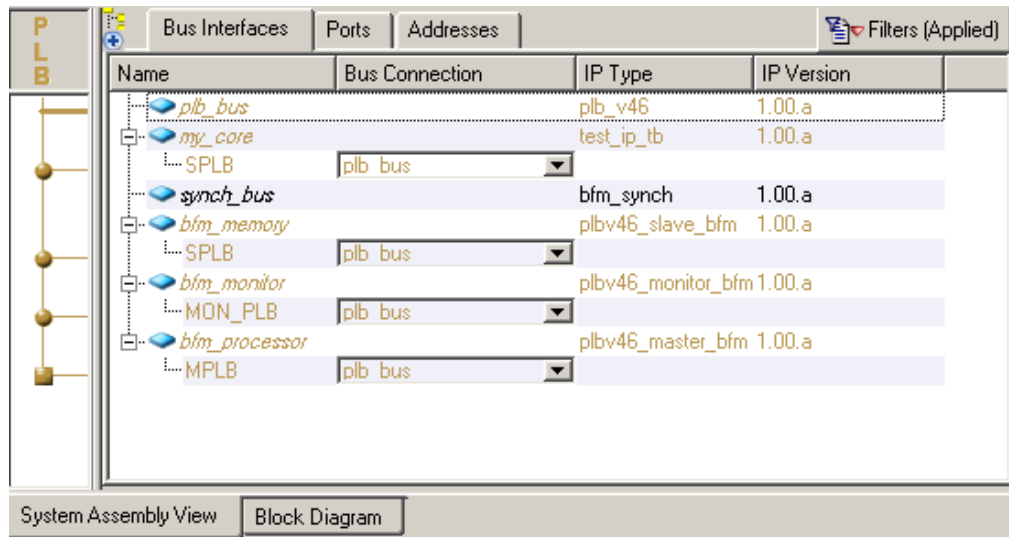 PLB
Bus Interfaces Ports Addresses Filters (Applied)
Name Bus Connection IP Type IP Version
plb_bus plb_v46 1.00.a
my_core test_ip_tb 1.00.a
SPLB plb_bus
synch_bus bfm_synch 1.00.a
bfm_memory plbv46_slave_bfm 1.00.a
SPLB plb_bus
bfm_monitor plbv46_monitor_bfm 1.00.a
MON_PLB plb_bus
bfm_processor plbv46_master_bfm 1.00.a
MPLB plb_bus
System Assembly View Block Diagram